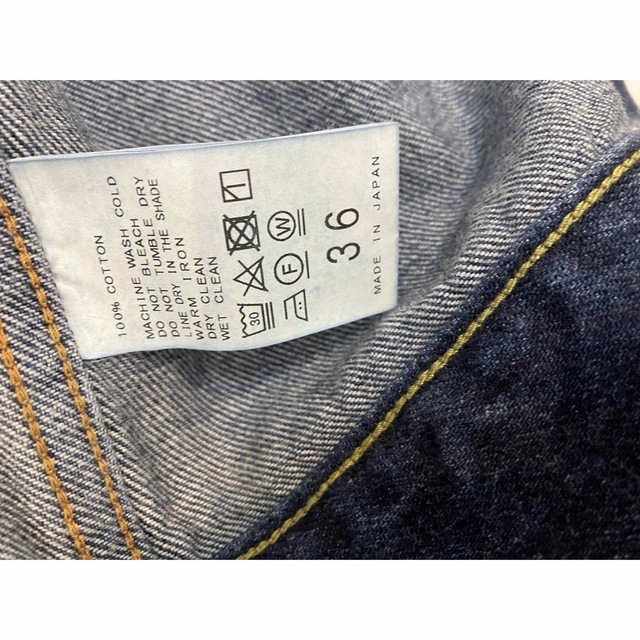 100% COTTON
MACHINE WASH COLD
DO NOT BLEACH
DO NOT TUMBLE DRY
LINE DRY IN THE SHADE
WARM IRON
DRY CLEAN
WET CLEAN
30
F
W
36
MADE IN JAPAN